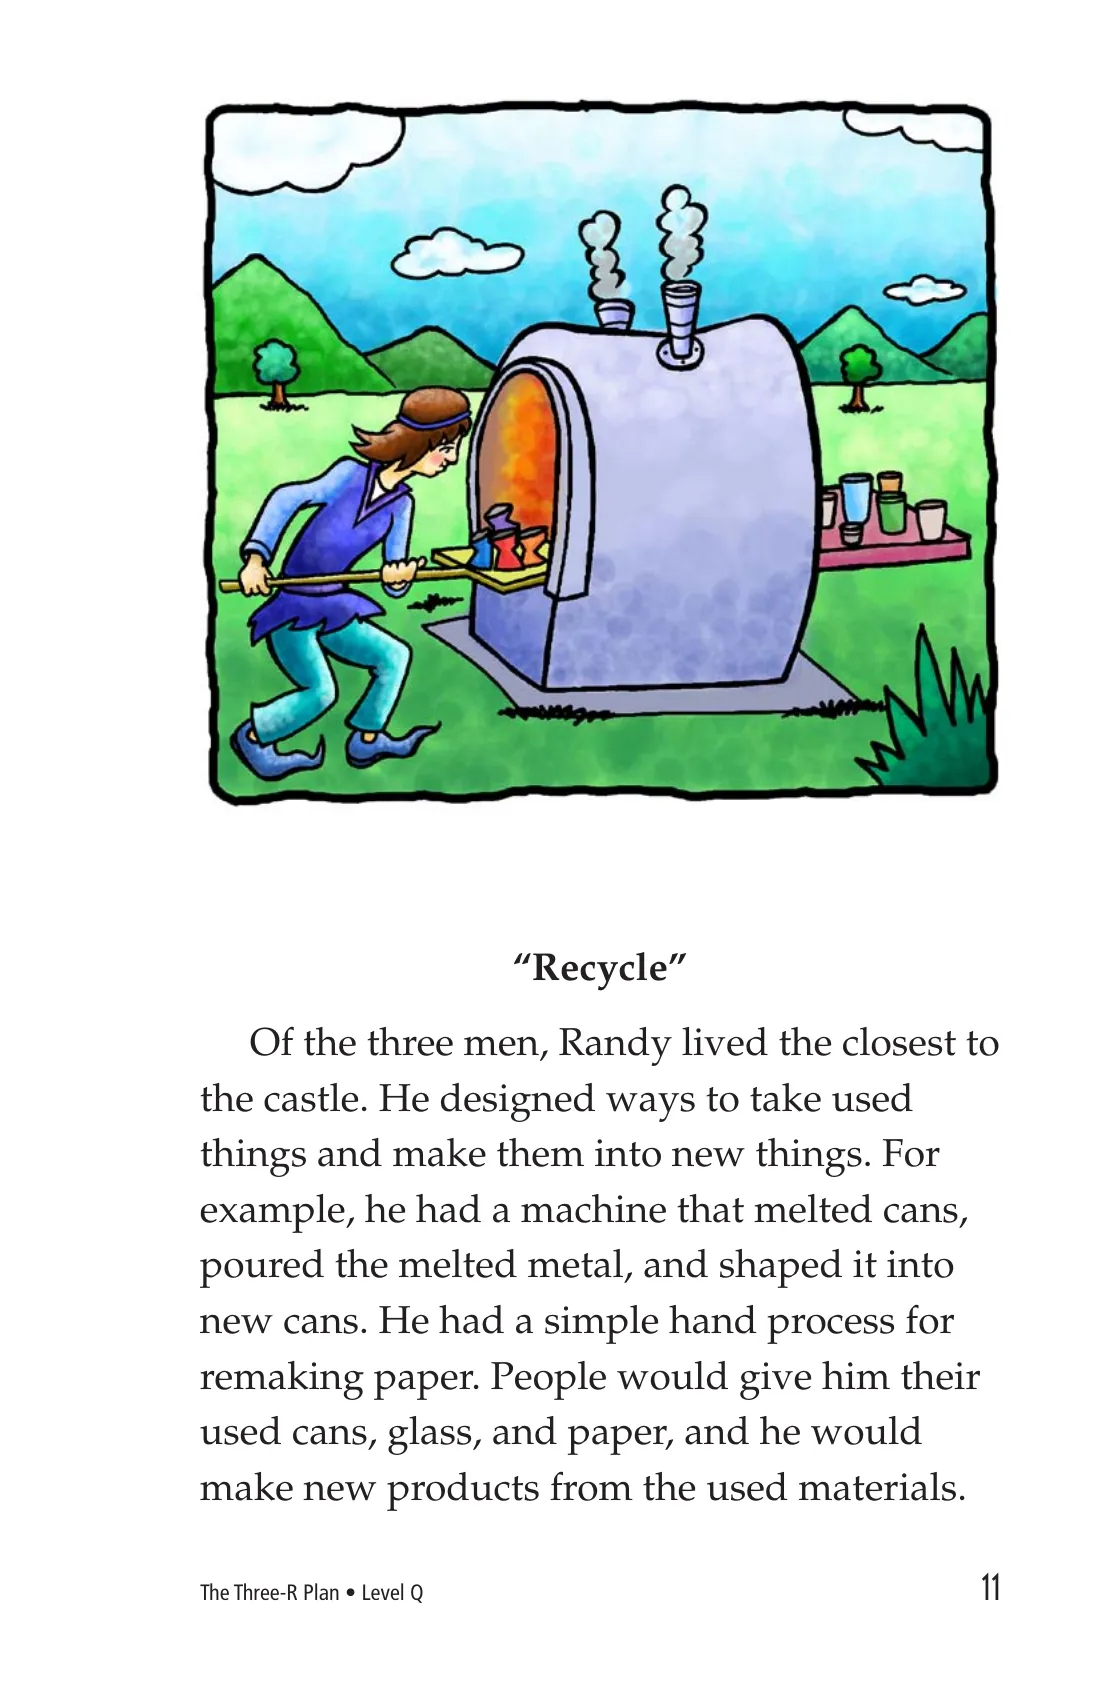 “Recycle”
Of the three men, Randy lived the closest to
the castle. He designed ways to take used
things and make them into new things. For
example, he had a machine that melted cans,
poured the melted metal, and shaped it into
new cans. He had a simple hand process for
remaking paper. People would give him their
used cans, glass, and paper, and he would
make new products from the used materials.
The Three-R Plan • Level Q
11